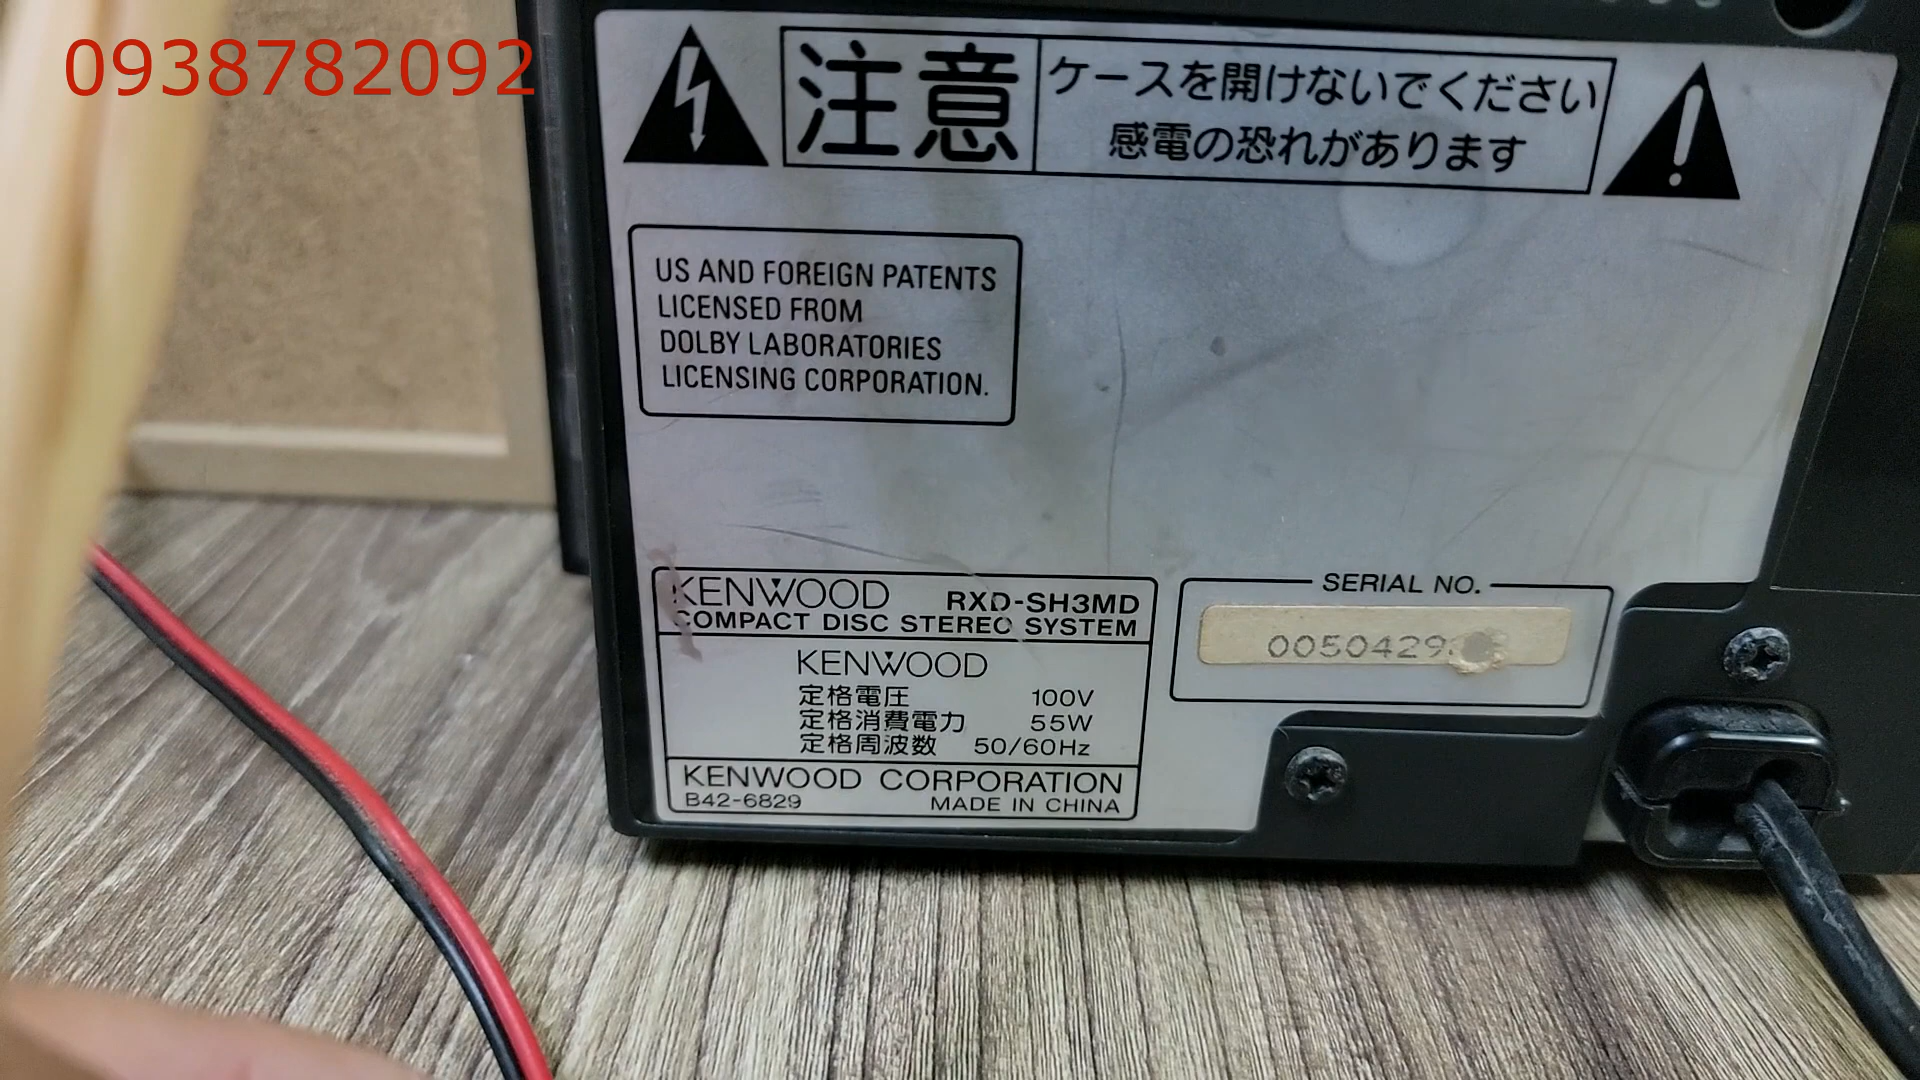 0938782092
注意
ケースを開けないでください
感電の恐れがあります
US AND FOREIGN PATENTS
LICENSED FROM
DOLBY LABORATORIES
LICENSING CORPORATION.
KENWOOD RXD-SH3MD
COMPACT DISC STEREO SYSTEM
KENWOOD
定格電圧 100V
定格消費電力 55W
定格周波数 50/60Hz
KENWOOD CORPORATION
B42-6829 MADE IN CHINA
SERIAL NO.